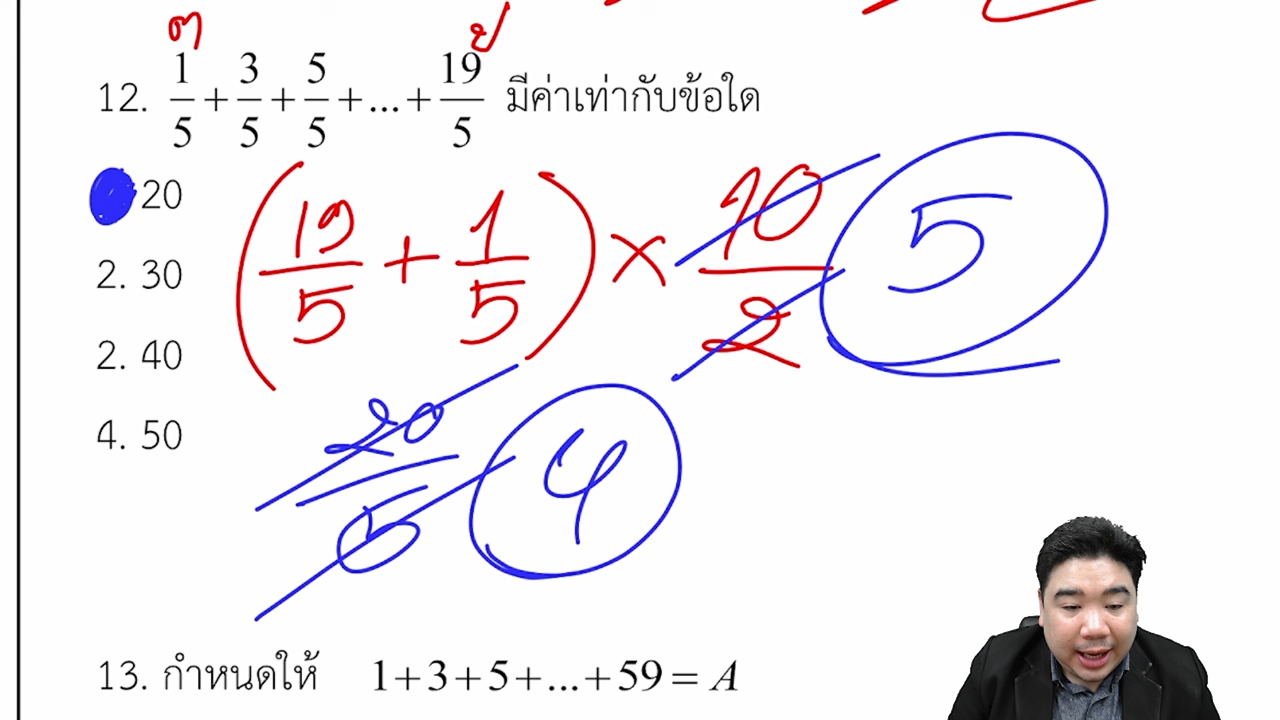 ต ป
12. 1/5 + 3/5 + 5/5 + ... + 19/5 มีค่าเท่ากับข้อใด
20
(19/5 + 1/5) × 10/2 5
2. 30
2. 40
20/5 4
4. 50
13. กำหนดให้ 1+3+5+...+59 = A